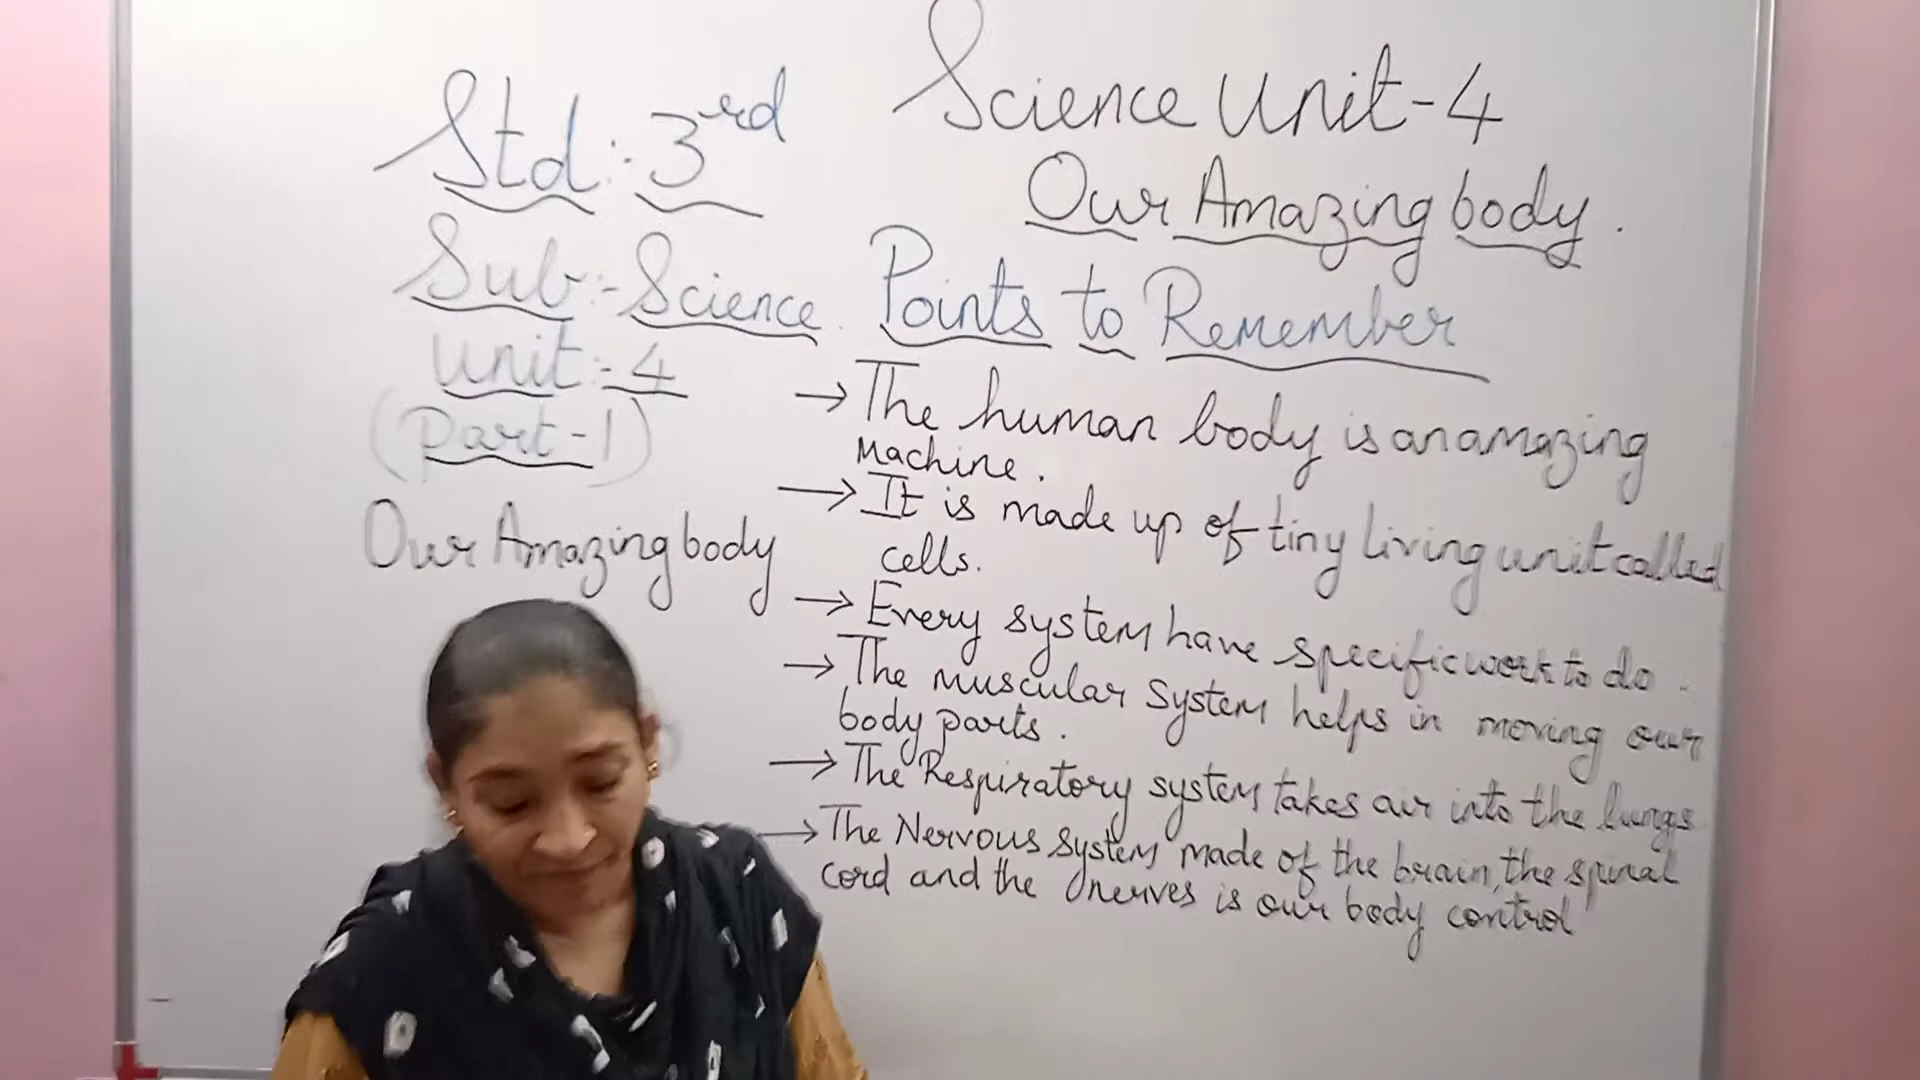 Std:- 3rd
Sub:- Science.
Unit:- 4
(Part-1)
Our Amazing body
Science Unit-4
Our Amazing body.
Points to Remember
→ The human body is an amazing
Machine.
→ It is made up of tiny living unit called
cells.
→ Every system have specific work to do.
→ The muscular System helps in moving our
body parts.
→ The Respiratory system takes air into the lungs
→ The Nervous system made of the brain, the spinal
cord and the nerves is our body control